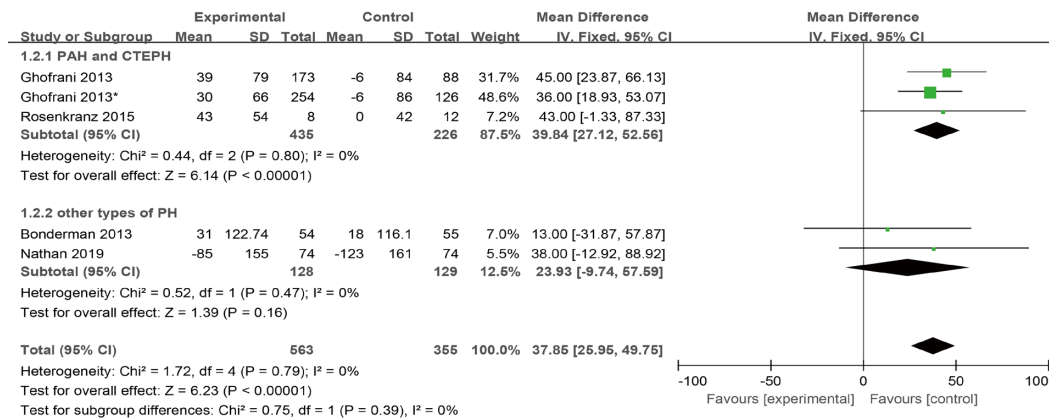 Experimental Control Mean Difference Mean Difference
Study or Subgroup Mean SD Total Mean SD Total Weight IV. Fixed. 95% CI IV. Fixed. 95% CI
1.2.1 PAH and CTEPH
Ghofrani 2013 39 79 173 -6 84 88 31.7% 45.00 [23.87, 66.13]
Ghofrani 2013* 30 66 254 -6 86 126 48.6% 36.00 [18.93, 53.07]
Rosenkranz 2015 43 54 8 0 42 12 7.2% 43.00 [-1.33, 87.33]
Subtotal (95% CI) 435 226 87.5% 39.84 [27.12, 52.56]
Heterogeneity: Chi² = 0.44, df = 2 (P = 0.80); I² = 0%
Test for overall effect: Z = 6.14 (P < 0.00001)
1.2.2 other types of PH
Bonderman 2013 31 122.74 54 18 116.1 55 7.0% 13.00 [-31.87, 57.87]
Nathan 2019 -85 155 74 -123 161 74 5.5% 38.00 [-12.92, 88.92]
Subtotal (95% CI) 128 129 12.5% 23.93 [-9.74, 57.59]
Heterogeneity: Chi² = 0.52, df = 1 (P = 0.47); I² = 0%
Test for overall effect: Z = 1.39 (P = 0.16)
Total (95% CI) 563 355 100.0% 37.85 [25.95, 49.75]
Heterogeneity: Chi² = 1.72, df = 4 (P = 0.79); I² = 0%
Test for overall effect: Z = 6.23 (P < 0.00001)
Test for subgroup differences: Chi² = 0.75, df = 1 (P = 0.39), I² = 0%
-100 -50 0 50 100
Favours [experimental] Favours [control]